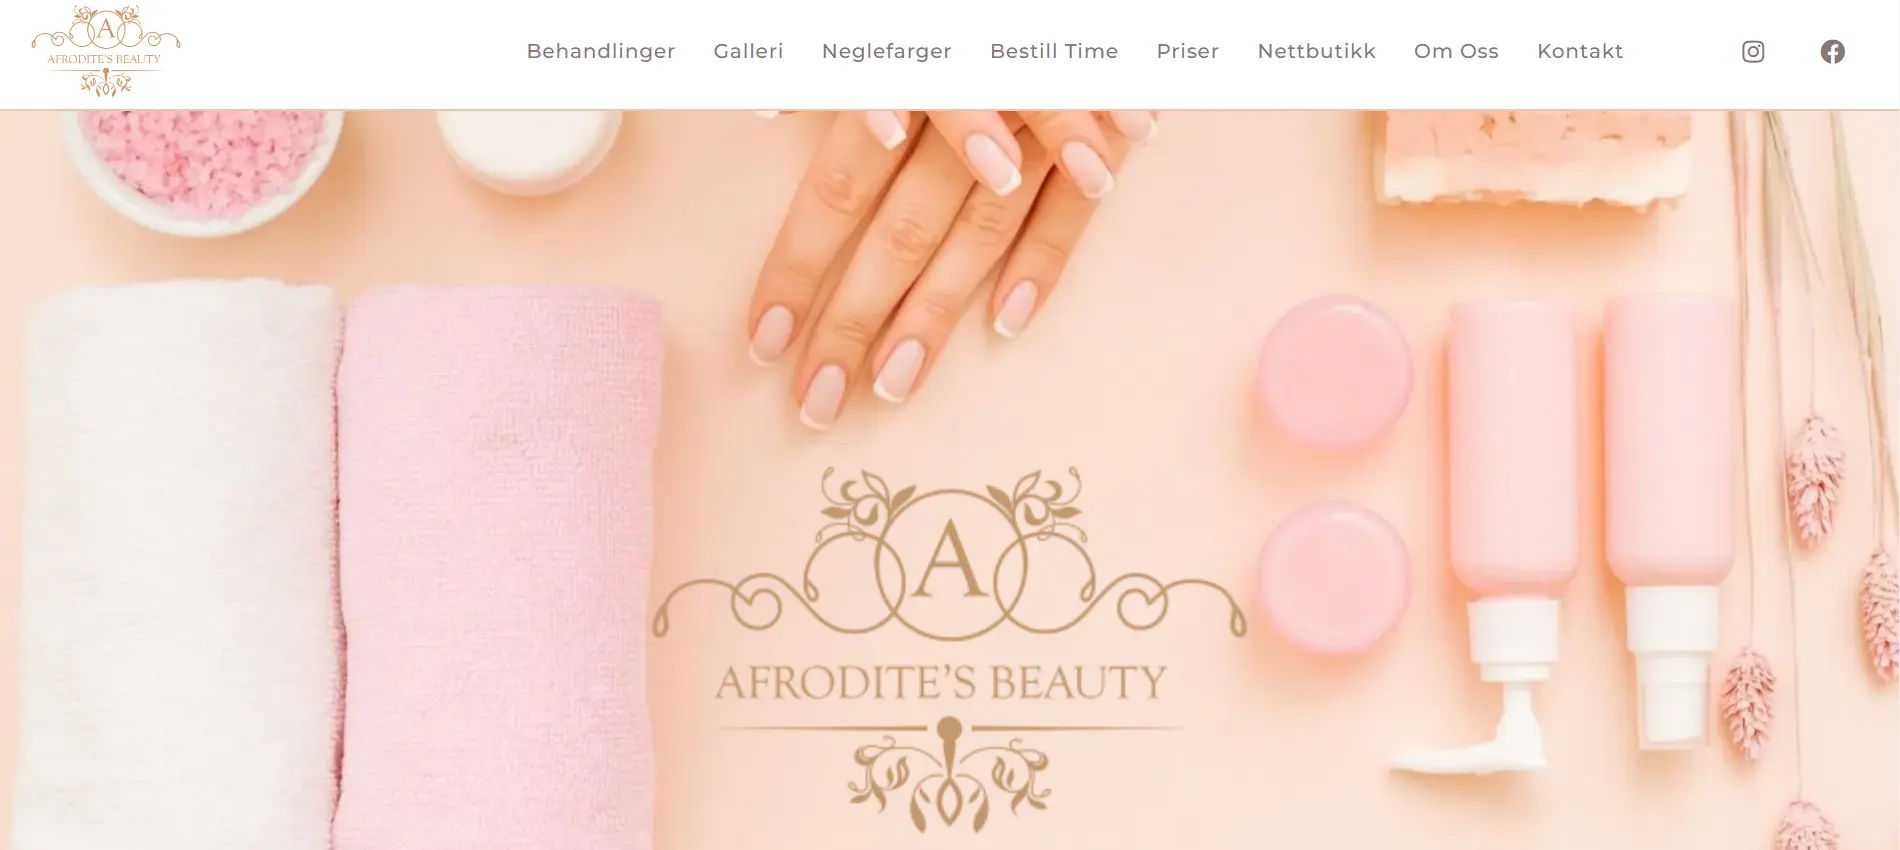 A
AFRODITE'S BEAUTY
Behandlinger Galleri Neglefarger Bestill Time Priser Nettbutikk Om Oss Kontakt
A
AFRODITE'S BEAUTY